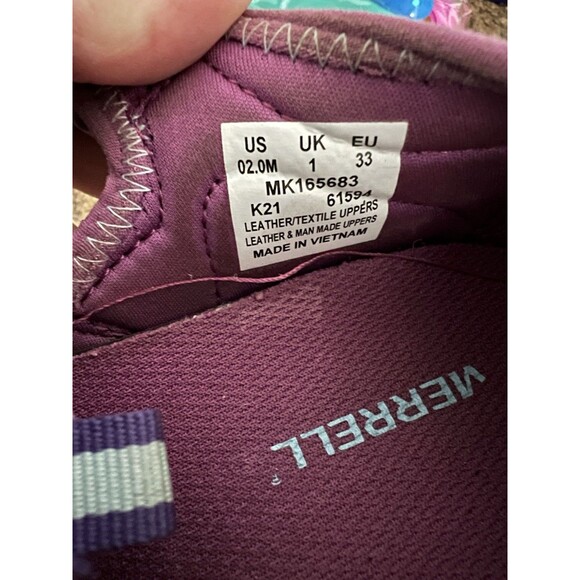 US UK EU
02.0M 1 33
MK165683
K21 61594
LEATHER/TEXTILE UPPERS
LEATHER & MAN MADE UPPERS
MADE IN VIETNAM
MERRELL